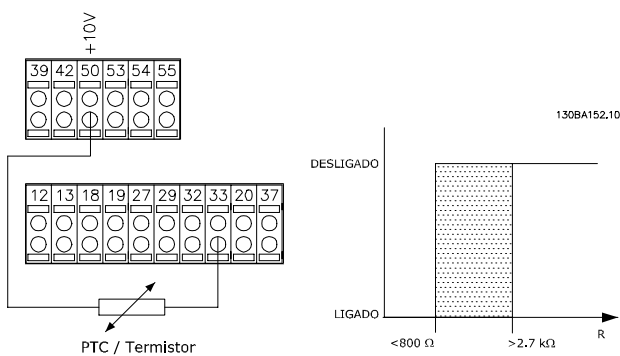 +10V
39 42 50 53 54 55
12 13 18 19 27 29 32 33 20 37
PTC / Termistor
130BA152.10
DESLIGADO
LIGADO
<800 Ω >2.7 kΩ R